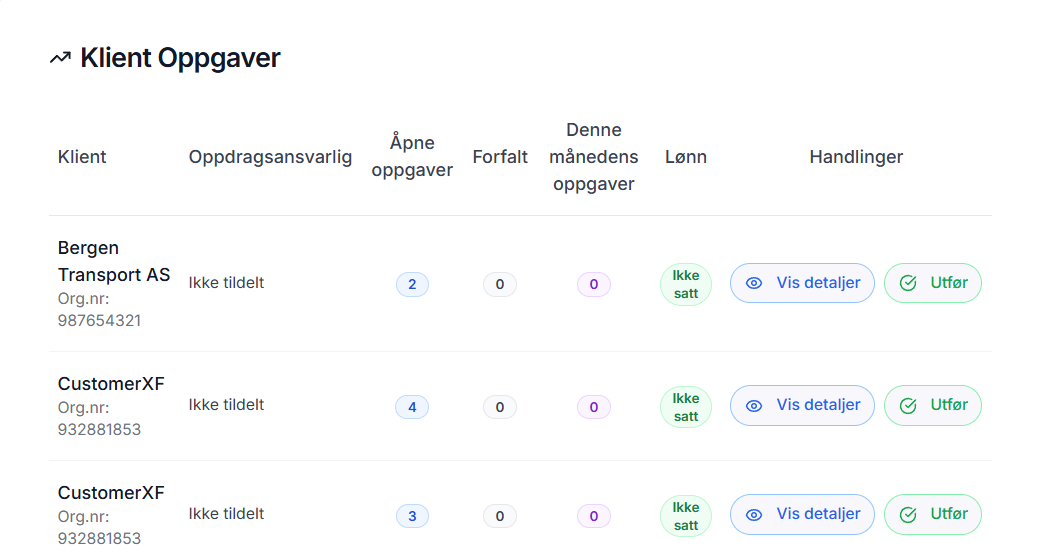 Klient Oppgaver
Klient Oppdragsansvarlig Åpne oppgaver Forfalt Denne månedens oppgaver Lønn Handlinger
Bergen
Transport AS
Org.nr:
987654321
Ikke tildelt 2 0 0 Ikke satt Vis detaljer Utfør
CustomerXF
Org.nr:
932881853
Ikke tildelt 4 0 0 Ikke satt Vis detaljer Utfør
CustomerXF
Org.nr:
932881853
Ikke tildelt 3 0 0 Ikke satt Vis detaljer Utfør